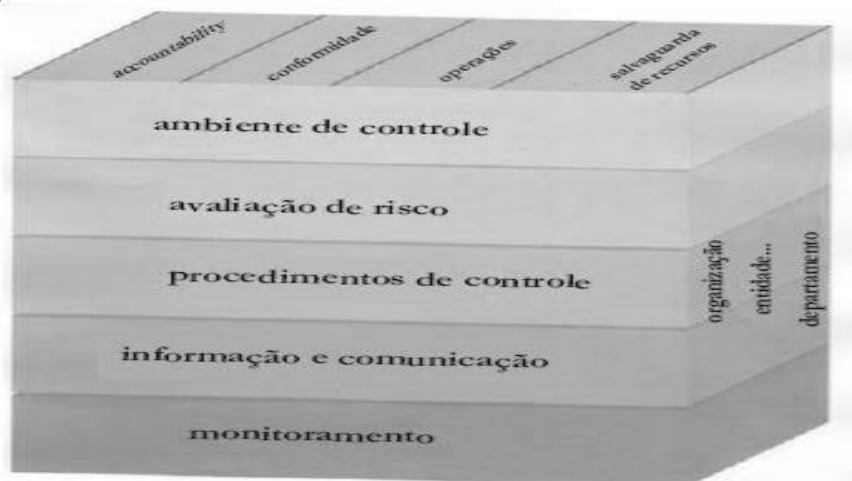 accountability
conformidade
operações
salvaguarda
de recursos
ambiente de controle
avaliação de risco
procedimentos de controle
informação e comunicação
monitoramento
organização
entidade...
departamento